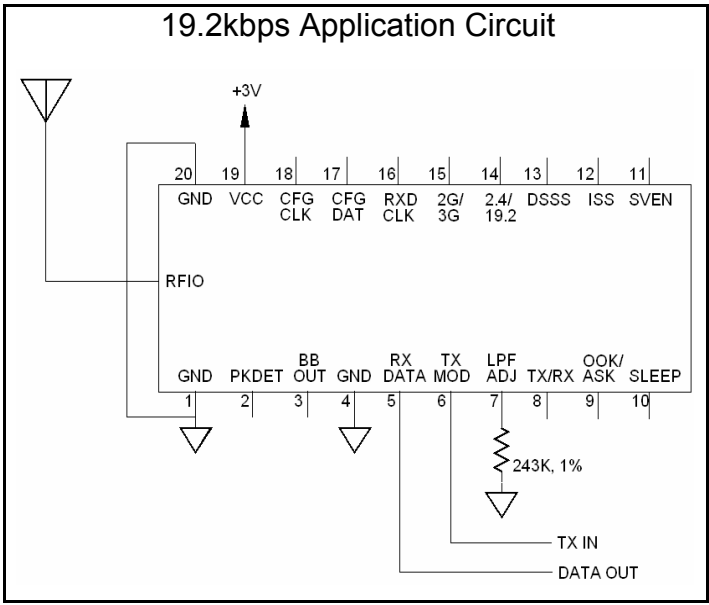 19.2kbps Application Circuit
+3V
20 19 18 17 16 15 14 13 12 11
GND VCC CFG CLK CFG DAT RXD CLK 2G/ 3G 2.4/ 19.2 DSSS ISS SVEN
RFIO
GND PKDET BB OUT GND RX DATA TX MOD LPF ADJ TX/RX OOK/ ASK SLEEP
1 2 3 4 5 6 7 8 9 10
243K, 1%
TX IN
DATA OUT